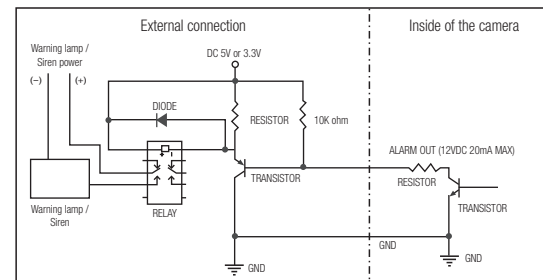 External connection
Inside of the camera
Warning lamp /
Siren power
(−)
(+)
DC 5V or 3.3V
DIODE
RESISTOR
10K ohm
ALARM OUT (12VDC 20mA MAX)
RESISTOR
TRANSISTOR
TRANSISTOR
RELAY
Warning lamp /
Siren
GND
GND
GND